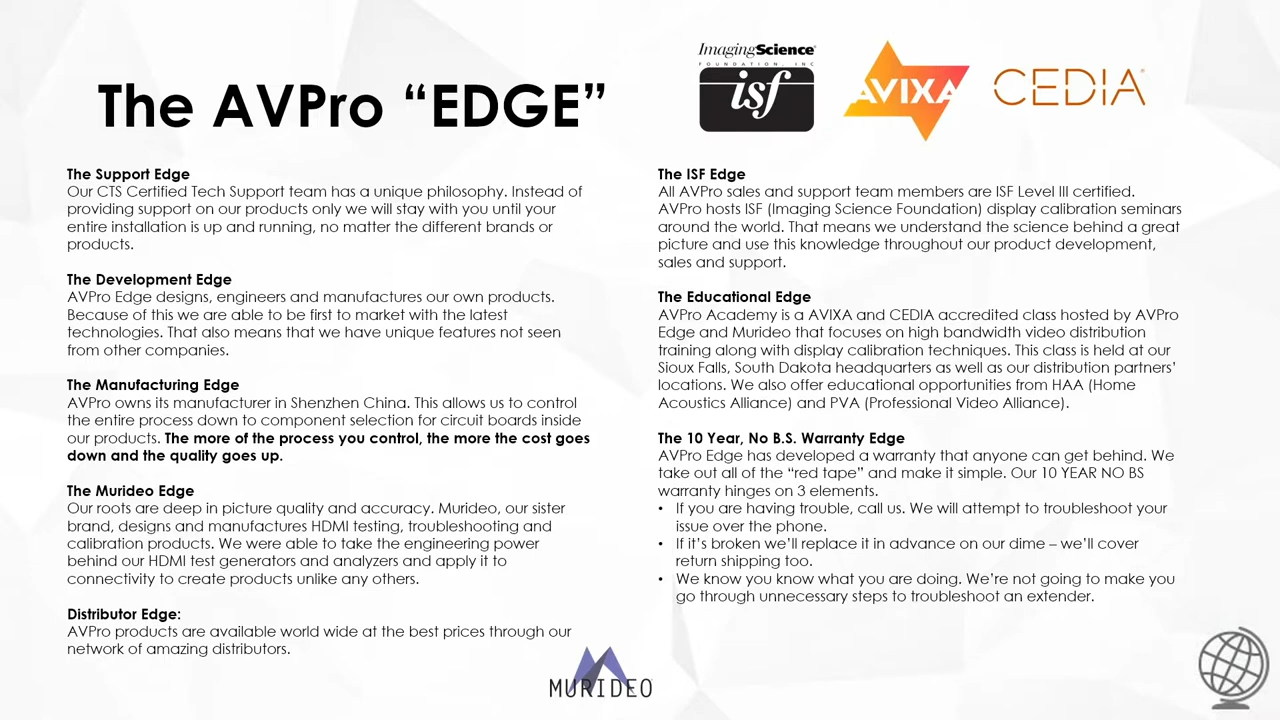 The AVPro “EDGE”
ImagingScience
FOUNDATION, INC
isf
AVIXA
CEDIA
The Support Edge
Our CTS Certified Tech Support team has a unique philosophy. Instead of
providing support on our products only we will stay with you until your
entire installation is up and running, no matter the different brands or
products.
The Development Edge
AVPro Edge designs, engineers and manufactures our own products.
Because of this we are able to be first to market with the latest
technologies. That also means that we have unique features not seen
from other companies.
The Manufacturing Edge
AVPro owns its manufacturer in Shenzhen China. This allows us to control
the entire process down to component selection for circuit boards inside
our products. The more of the process you control, the more the cost goes
down and the quality goes up.
The Murideo Edge
Our roots are deep in picture quality and accuracy. Murideo, our sister
brand, designs and manufactures HDMI testing, troubleshooting and
calibration products. We were able to take the engineering power
behind our HDMI test generators and analyzers and apply it to
connectivity to create products unlike any others.
Distributor Edge:
AVPro products are available world wide at the best prices through our
network of amazing distributors.
The ISF Edge
All AVPro sales and support team members are ISF Level III certified.
AVPro hosts ISF (Imaging Science Foundation) display calibration seminars
around the world. That means we understand the science behind a great
picture and use this knowledge throughout our product development,
sales and support.
The Educational Edge
AVPro Academy is a AVIXA and CEDIA accredited class hosted by AVPro
Edge and Murideo that focuses on high bandwidth video distribution
training along with display calibration techniques. This class is held at our
Sioux Falls, South Dakota headquarters as well as our distribution partners’
locations. We also offer educational opportunities from HAA (Home
Acoustics Alliance) and PVA (Professional Video Alliance).
The 10 Year, No B.S. Warranty Edge
AVPro Edge has developed a warranty that anyone can get behind. We
take out all of the “red tape” and make it simple. Our 10 YEAR NO BS
warranty hinges on 3 elements.
• If you are having trouble, call us. We will attempt to troubleshoot your
issue over the phone.
• If it’s broken we’ll replace it in advance on our dime – we’ll cover
return shipping too.
• We know you know what you are doing. We’re not going to make you
go through unnecessary steps to troubleshoot an extender.
MURIDEO